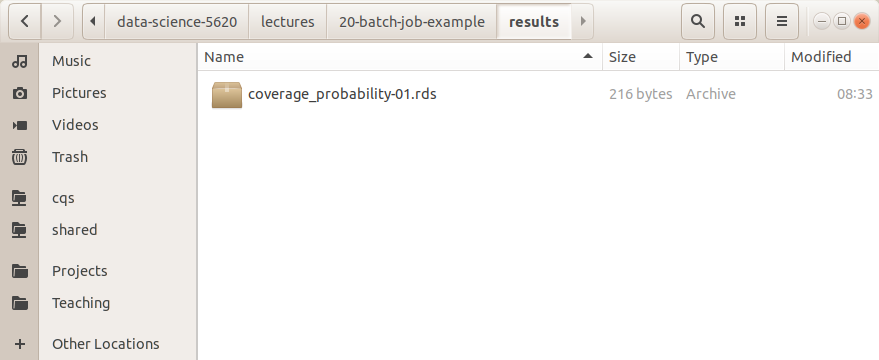 data-science-5620 lectures 20-batch-job-example results
Name Size Type Modified
coverage_probability-01.rds 216 bytes Archive 08:33
Music
Pictures
Videos
Trash
cqs
shared
Projects
Teaching
Other Locations